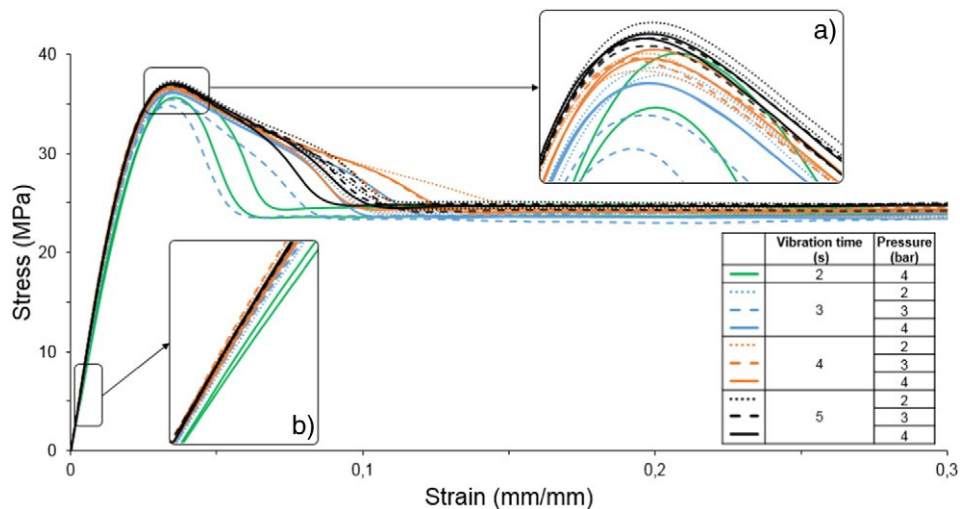 a)
40
30
20
10
0
Stress (MPa)
b)
Vibration time (s) Pressure (bar)
2 4
3 2
3
4
4 2
3
4
5 2
3
4
0 0,1 0,2 0,3
Strain (mm/mm)